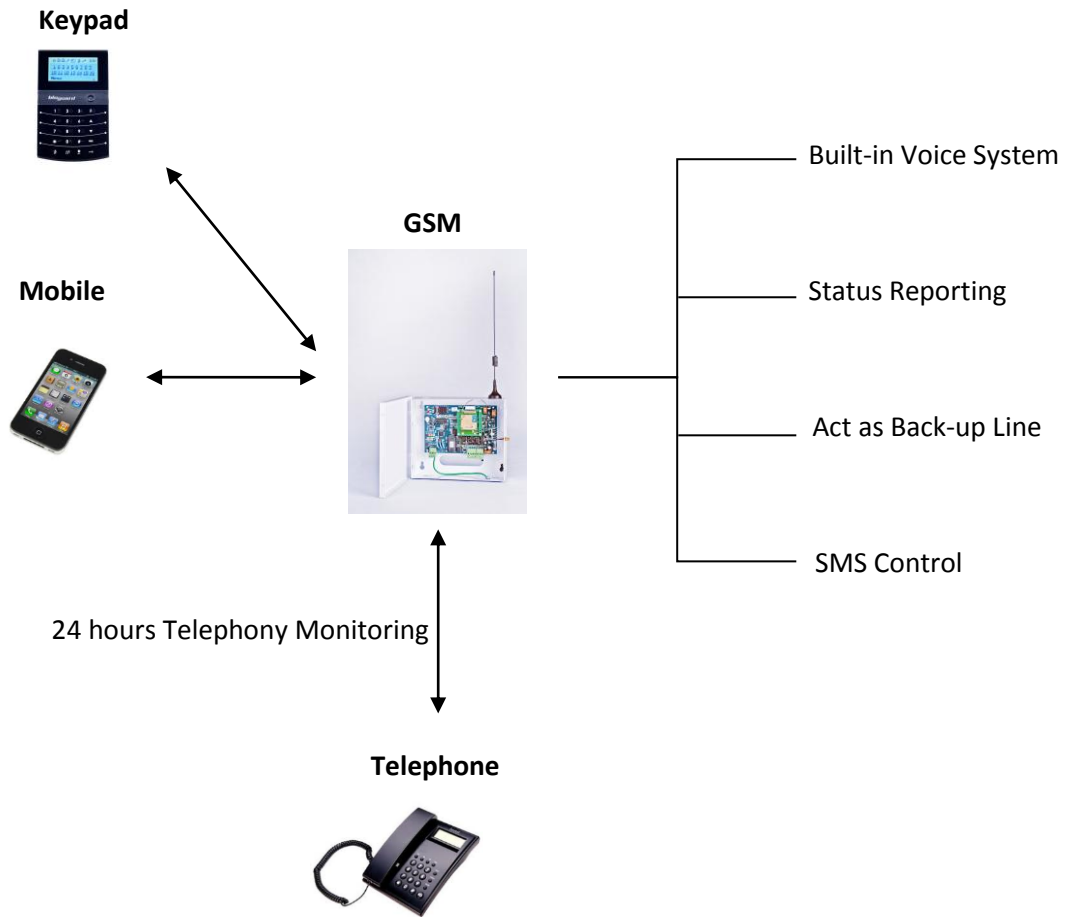 Keypad
GSM
Mobile
Built-in Voice System
Status Reporting
Act as Back-up Line
SMS Control
24 hours Telephony Monitoring
Telephone